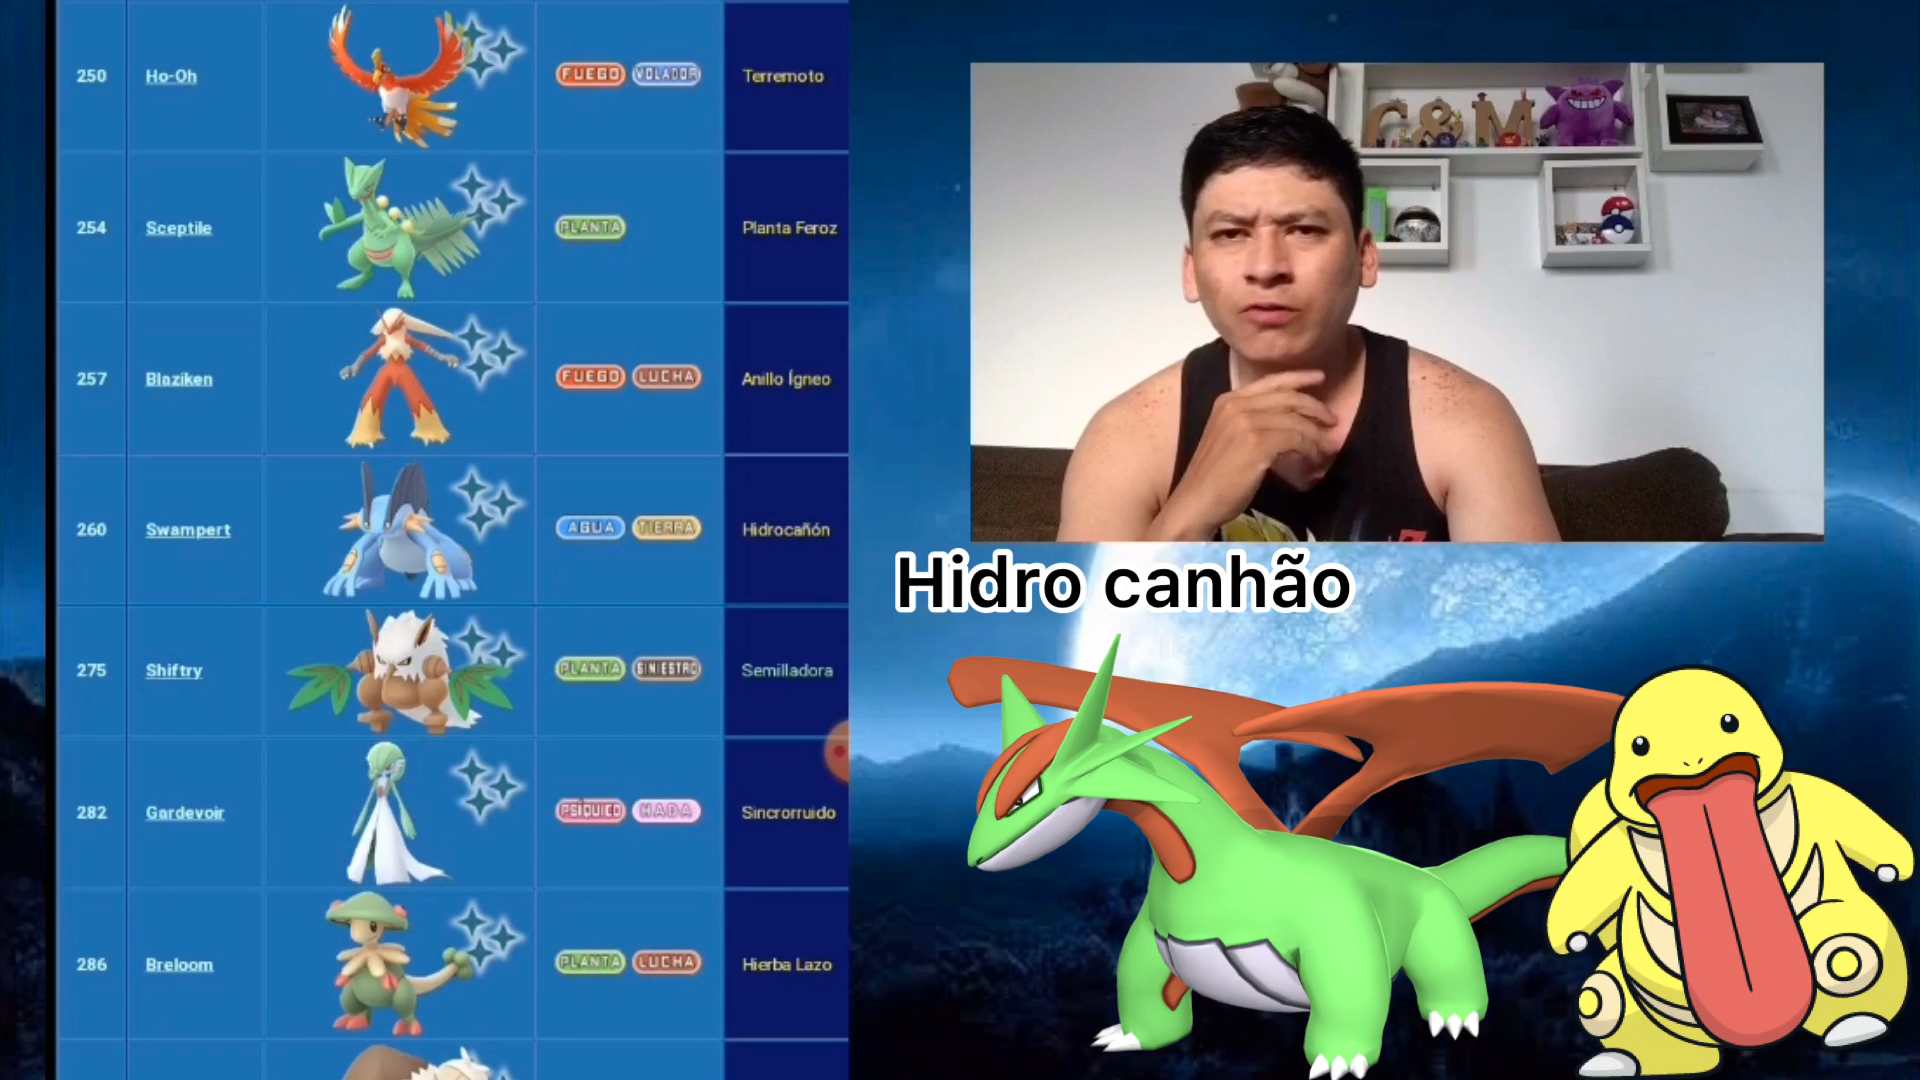 250 Ho-Oh FUEGO VOLADOR Terremoto
254 Sceptile PLANTA Planta Feroz
257 Blaziken FUEGO LUCHA Anillo Ígneo
260 Swampert AGUA TIERRA Hidrocañón
275 Shiftry PLANTA SINIESTRO Semilladora
282 Gardevoir PSÍQUICO HADA Sincrorruido
286 Breloom PLANTA LUCHA Hierba Lazo
C&M
Hidro canhão